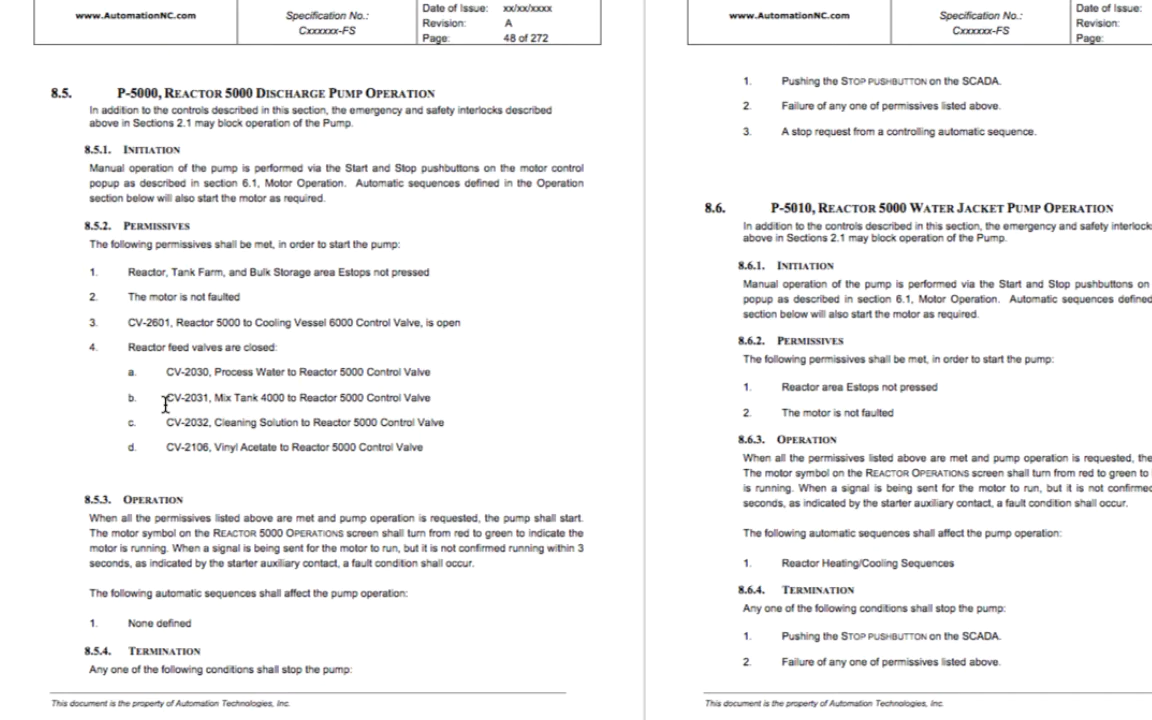 www.AutomationNC.com
Specification No.:
Cxxxxxx-FS
Date of Issue: xx/xx/xxxx
Revision: A
Page: 48 of 272
8.5. P-5000, REACTOR 5000 DISCHARGE PUMP OPERATION
In addition to the controls described in this section, the emergency and safety interlocks described
above in Sections 2.1 may block operation of the Pump.
8.5.1. INITIATION
Manual operation of the pump is performed via the Start and Stop pushbuttons on the motor control
popup as described in section 6.1, Motor Operation. Automatic sequences defined in the Operation
section below will also start the motor as required.
8.5.2. PERMISSIVES
The following permissives shall be met, in order to start the pump:
1. Reactor, Tank Farm, and Bulk Storage area Estops not pressed
2. The motor is not faulted
3. CV-2601, Reactor 5000 to Cooling Vessel 6000 Control Valve, is open
4. Reactor feed valves are closed:
a. CV-2030, Process Water to Reactor 5000 Control Valve
b. CV-2031, Mix Tank 4000 to Reactor 5000 Control Valve
c. CV-2032, Cleaning Solution to Reactor 5000 Control Valve
d. CV-2106, Vinyl Acetate to Reactor 5000 Control Valve
8.5.3. OPERATION
When all the permissives listed above are met and pump operation is requested, the pump shall start.
The motor symbol on the REACTOR 5000 OPERATIONS screen shall turn from red to green to indicate the
motor is running. When a signal is being sent for the motor to run, but it is not confirmed running within 3
seconds, as indicated by the starter auxiliary contact, a fault condition shall occur.
The following automatic sequences shall affect the pump operation:
1. None defined
8.5.4. TERMINATION
Any one of the following conditions shall stop the pump:
This document is the property of Automation Technologies, Inc.
www.AutomationNC.com
Specification No.:
Cxxxxxx-FS
Date of Issue:
Revision:
Page:
1. Pushing the STOP PUSHBUTTON on the SCADA.
2. Failure of any one of permissives listed above.
3. A stop request from a controlling automatic sequence.
8.6. P-5010, REACTOR 5000 WATER JACKET PUMP OPERATION
In addition to the controls described in this section, the emergency and safety interlock
above in Sections 2.1 may block operation of the Pump.
8.6.1. INITIATION
Manual operation of the pump is performed via the Start and Stop pushbuttons on
popup as described in section 6.1, Motor Operation. Automatic sequences defined
section below will also start the motor as required.
8.6.2. PERMISSIVES
The following permissives shall be met, in order to start the pump:
1. Reactor area Estops not pressed
2. The motor is not faulted
8.6.3. OPERATION
When all the permissives listed above are met and pump operation is requested, the
The motor symbol on the REACTOR OPERATIONS screen shall turn from red to green to
is running. When a signal is being sent for the motor to run, but it is not confirmed
seconds, as indicated by the starter auxiliary contact, a fault condition shall occur.
The following automatic sequences shall affect the pump operation:
1. Reactor Heating/Cooling Sequences
8.6.4. TERMINATION
Any one of the following conditions shall stop the pump:
1. Pushing the STOP PUSHBUTTON on the SCADA.
2. Failure of any one of permissives listed above.
This document is the property of Automation Technologies, Inc.